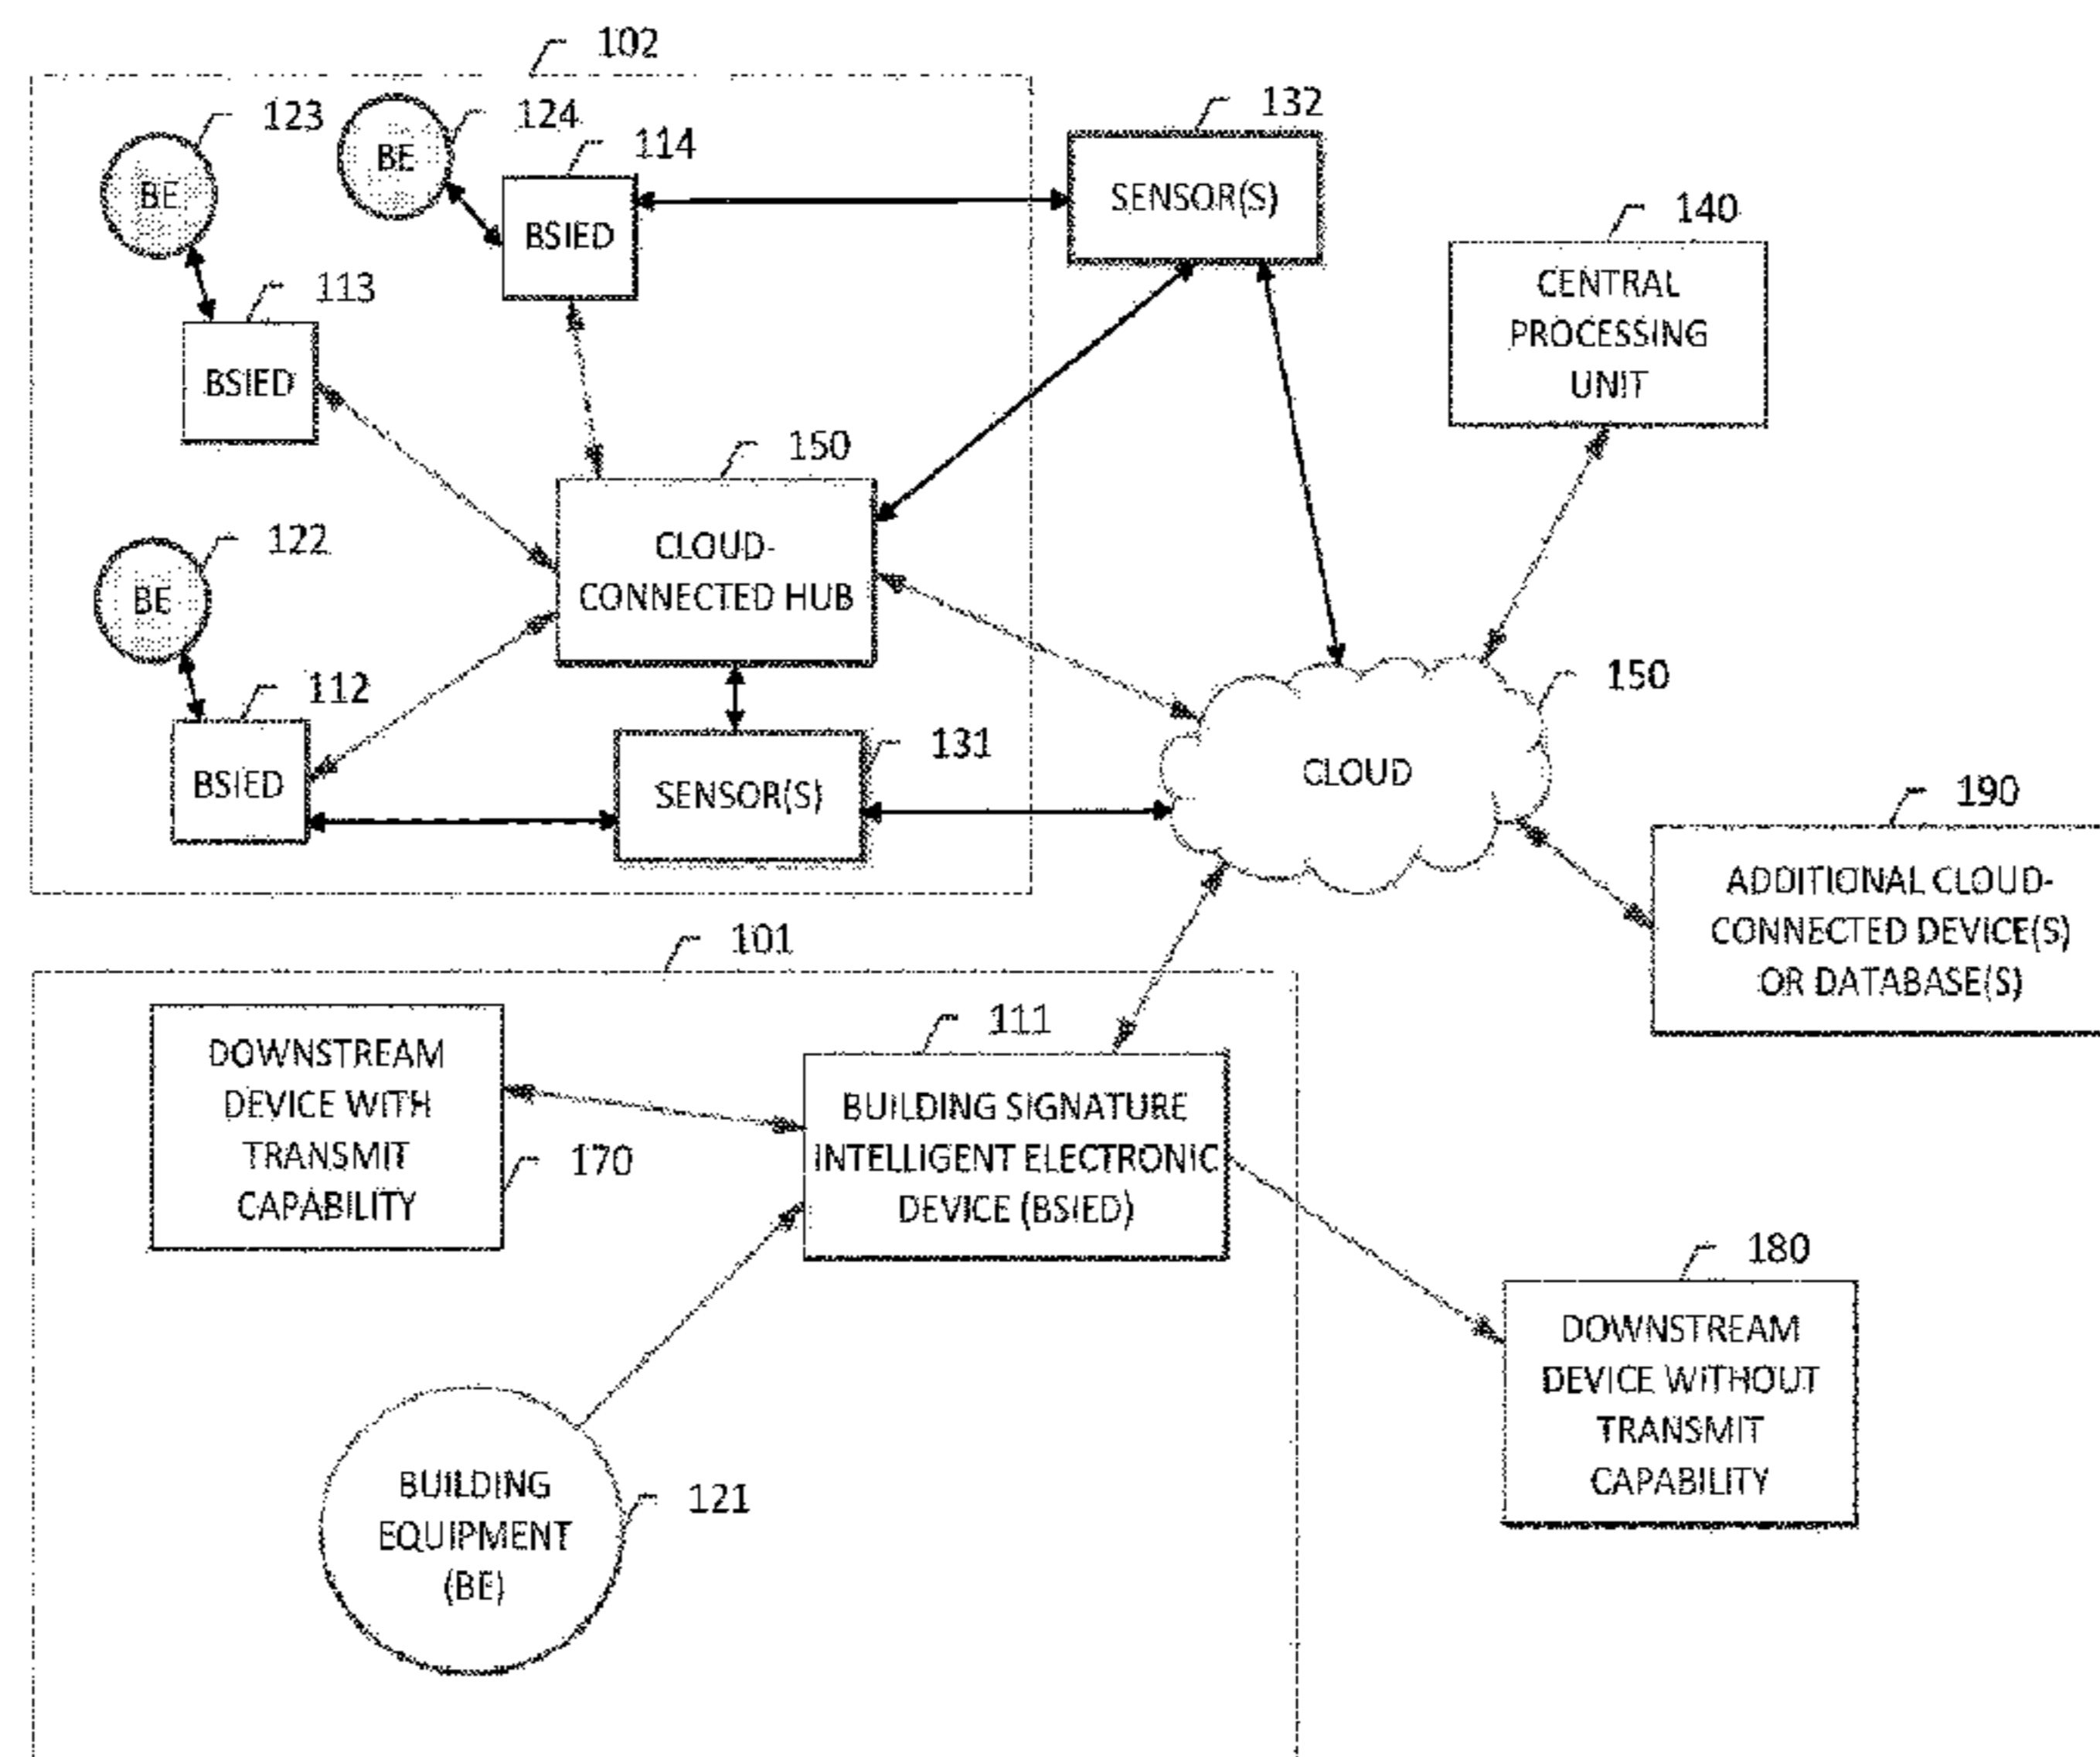 102
123
124
114
132
BE
BE
BSIED
SENSOR(S)
140
CENTRAL
PROCESSING
UNIT
113
BSIED
150
CLOUD-
CONNECTED HUB
122
BE
112
BSIED
131
SENSOR(S)
150
CLOUD
190
ADDITIONAL CLOUD-
CONNECTED DEVICE(S)
OR DATABASE(S)
101
DOWNSTREAM
DEVICE WITH
TRANSMIT
CAPABILITY
170
111
BUILDING SIGNATURE
INTELLIGENT ELECTRONIC
DEVICE (BSIED)
180
DOWNSTREAM
DEVICE WITHOUT
TRANSMIT
CAPABILITY
BUILDING
EQUIPMENT
(BE)
121